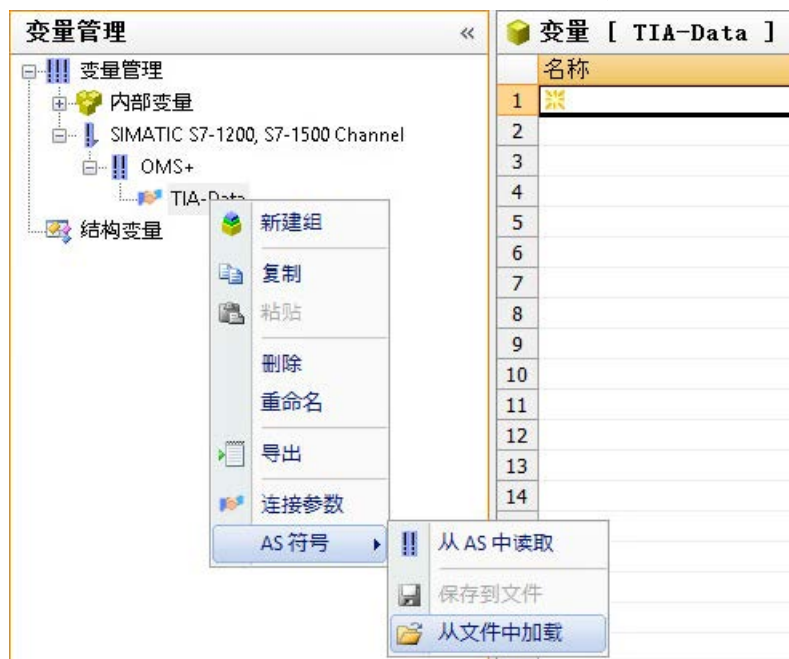 变量管理 «
变量管理
内部变量
SIMATIC S7-1200, S7-1500 Channel
OMS+
TIA-Data
结构变量
新建组
复制
粘贴
删除
重命名
导出
连接参数
AS 符号
从 AS 中读取
保存到文件
从文件中加载
变量 [ TIA-Data ]
名称
1
2
3
4
5
6
7
8
9
10
11
12
13
14